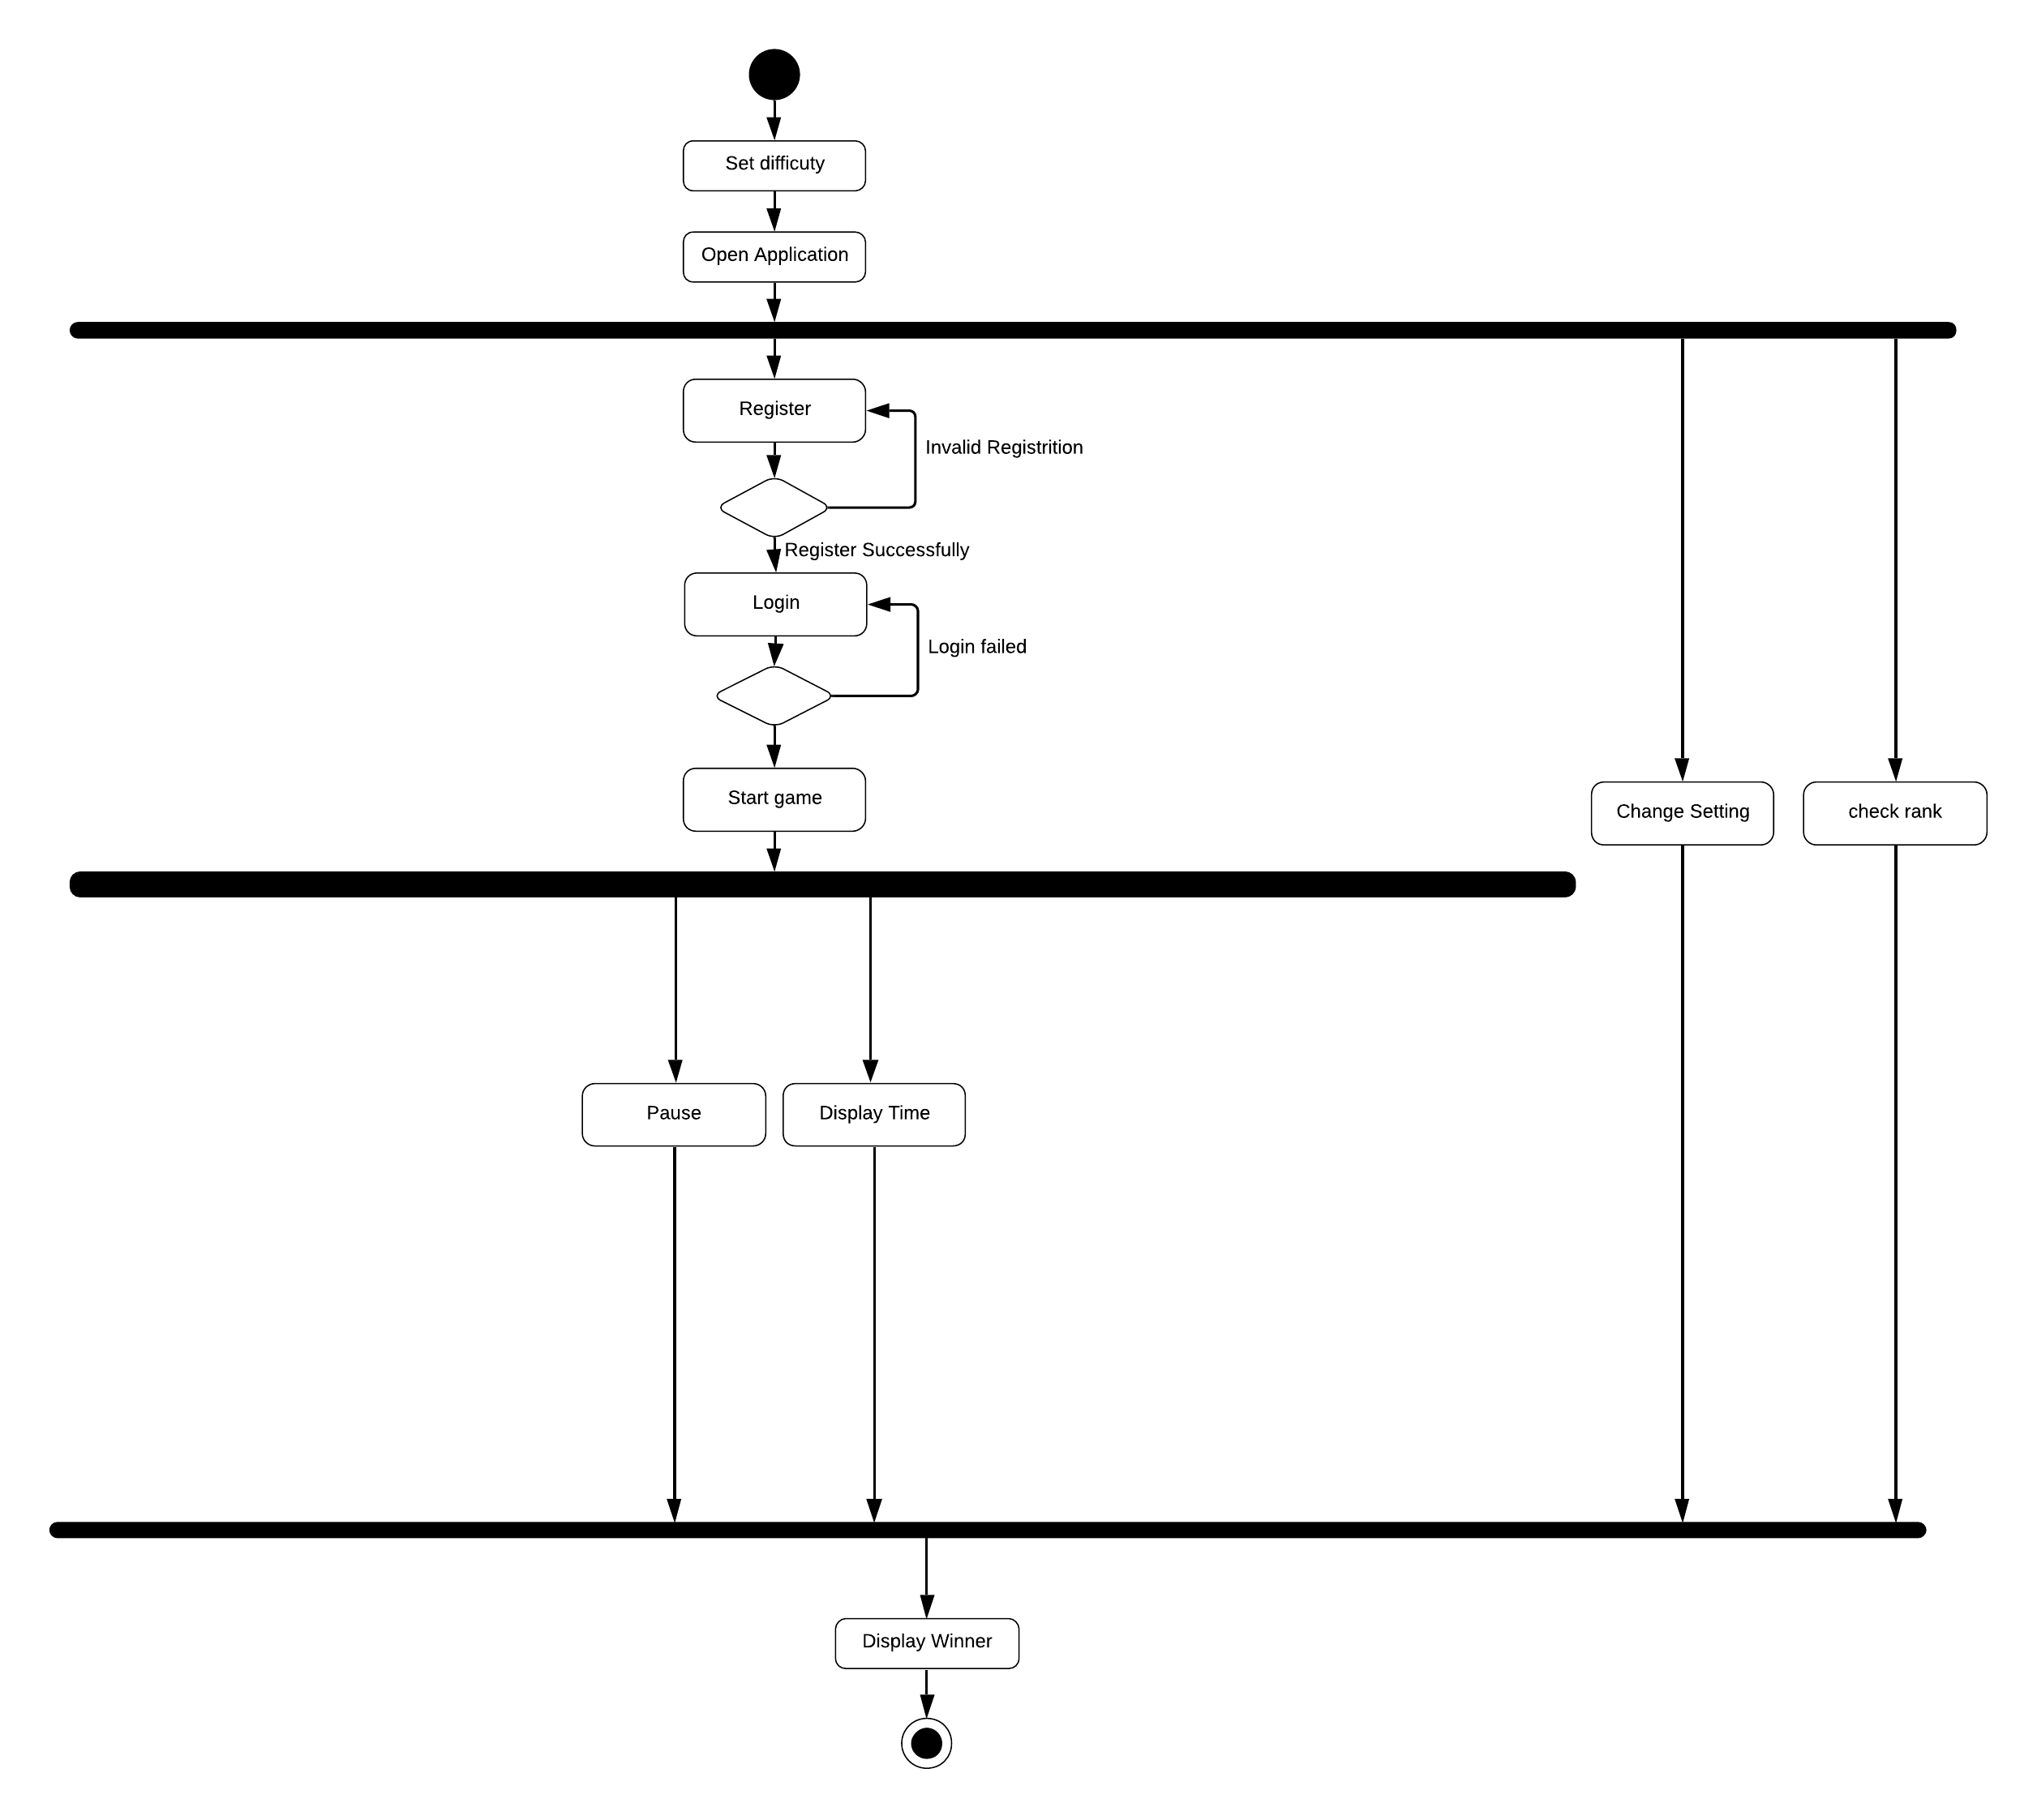 Set difficuty
Open Application
Register
Invalid Registrition
Register Successfully
Login
Login failed
Start game
Change Setting
check rank
Pause
Display Time
Display Winner